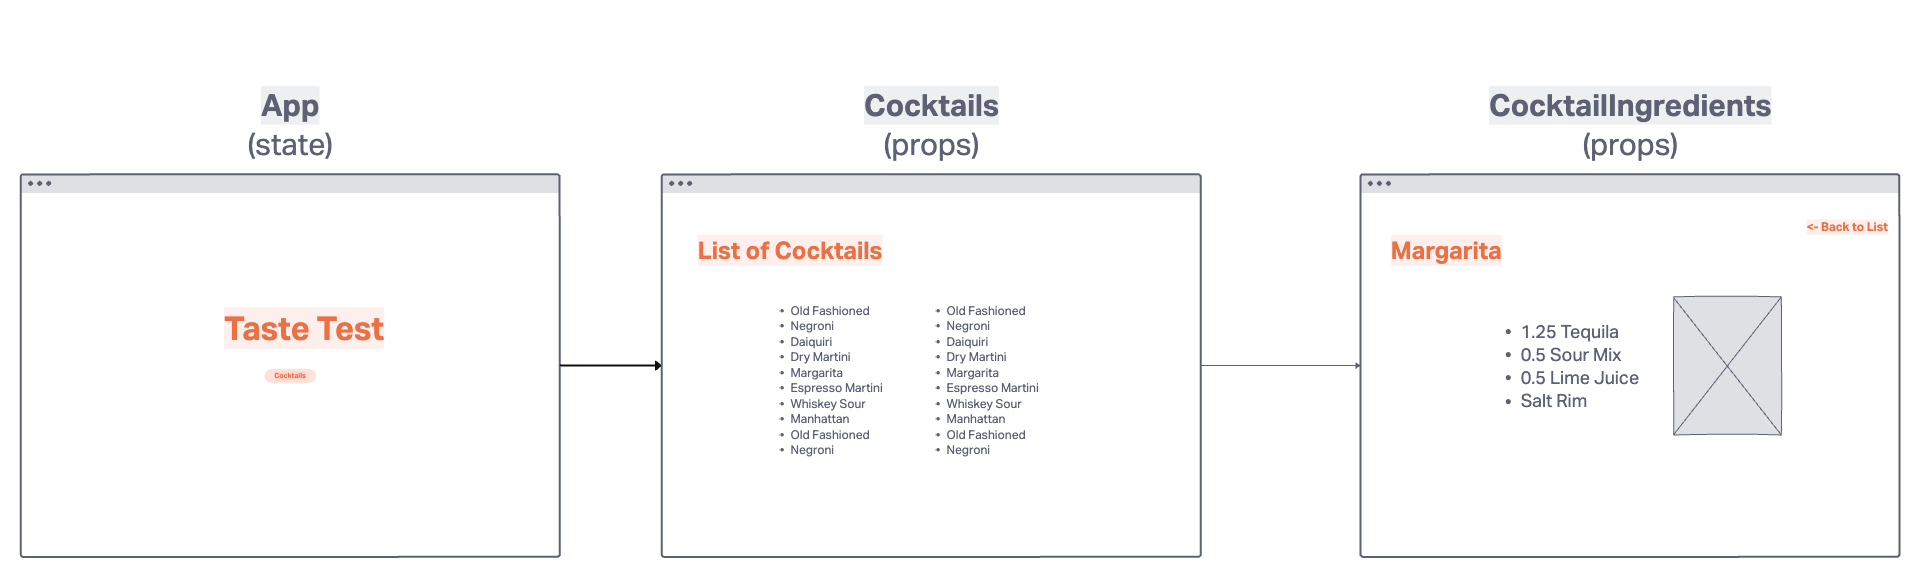 App
(state)
Taste Test
Cocktails
Cocktails
(props)
List of Cocktails
• Old Fashioned
• Negroni
• Daiquiri
• Dry Martini
• Margarita
• Espresso Martini
• Whiskey Sour
• Manhattan
• Old Fashioned
• Negroni
• Old Fashioned
• Negroni
• Daiquiri
• Dry Martini
• Margarita
• Espresso Martini
• Whiskey Sour
• Manhattan
• Old Fashioned
• Negroni
CocktailIngredients
(props)
<- Back to List
Margarita
• 1.25 Tequila
• 0.5 Sour Mix
• 0.5 Lime Juice
• Salt Rim